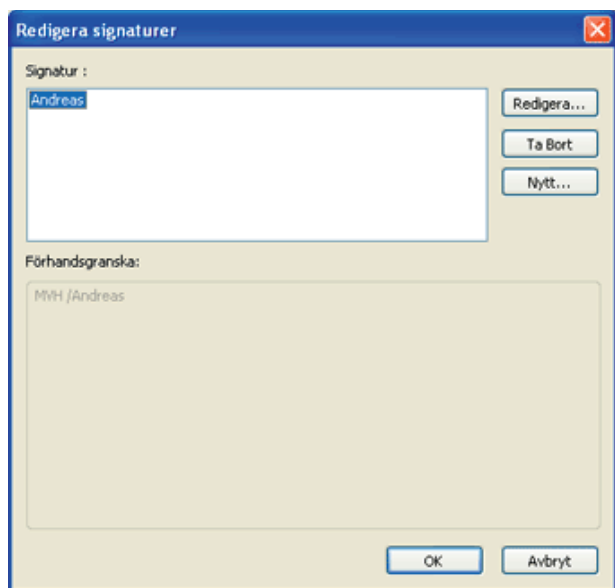 Redigera signaturer
Signatur :
Andreas
Redigera...
Ta Bort
Nytt...
Förhandsgranska:
MVH /Andreas
OK
Avbryt